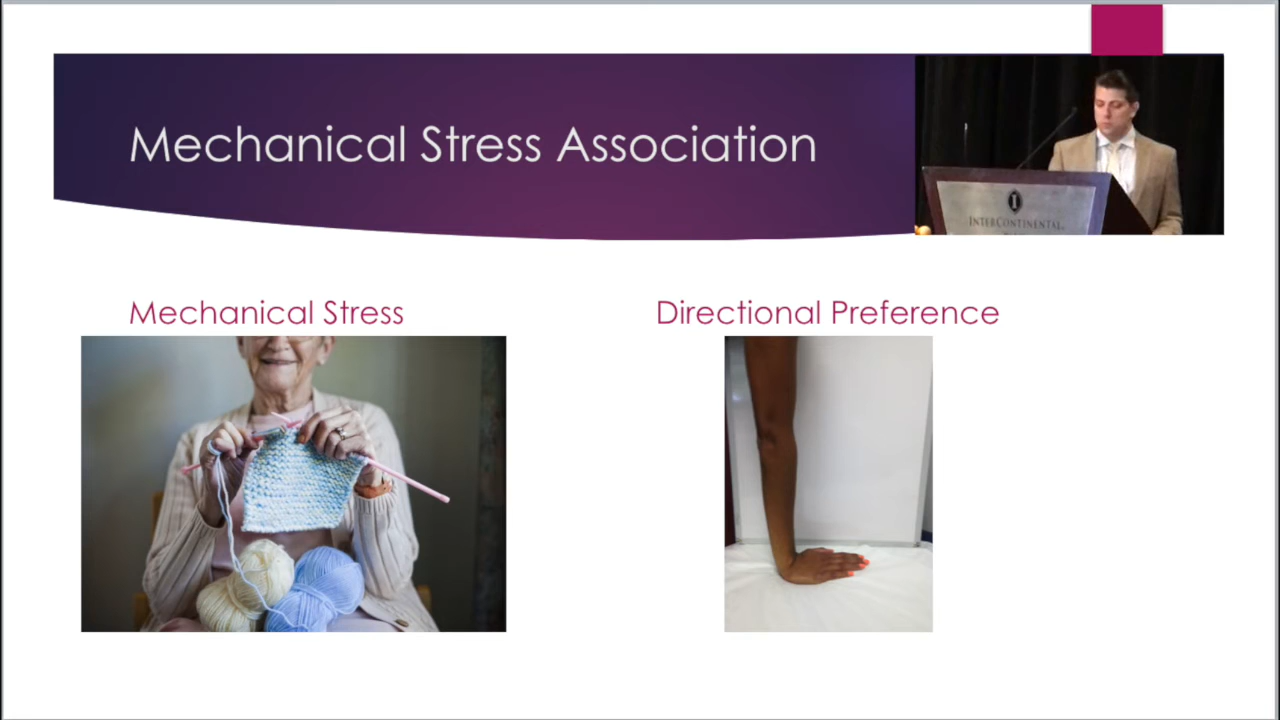 Mechanical Stress Association
INTERCONTINENTAL
Mechanical Stress
Directional Preference